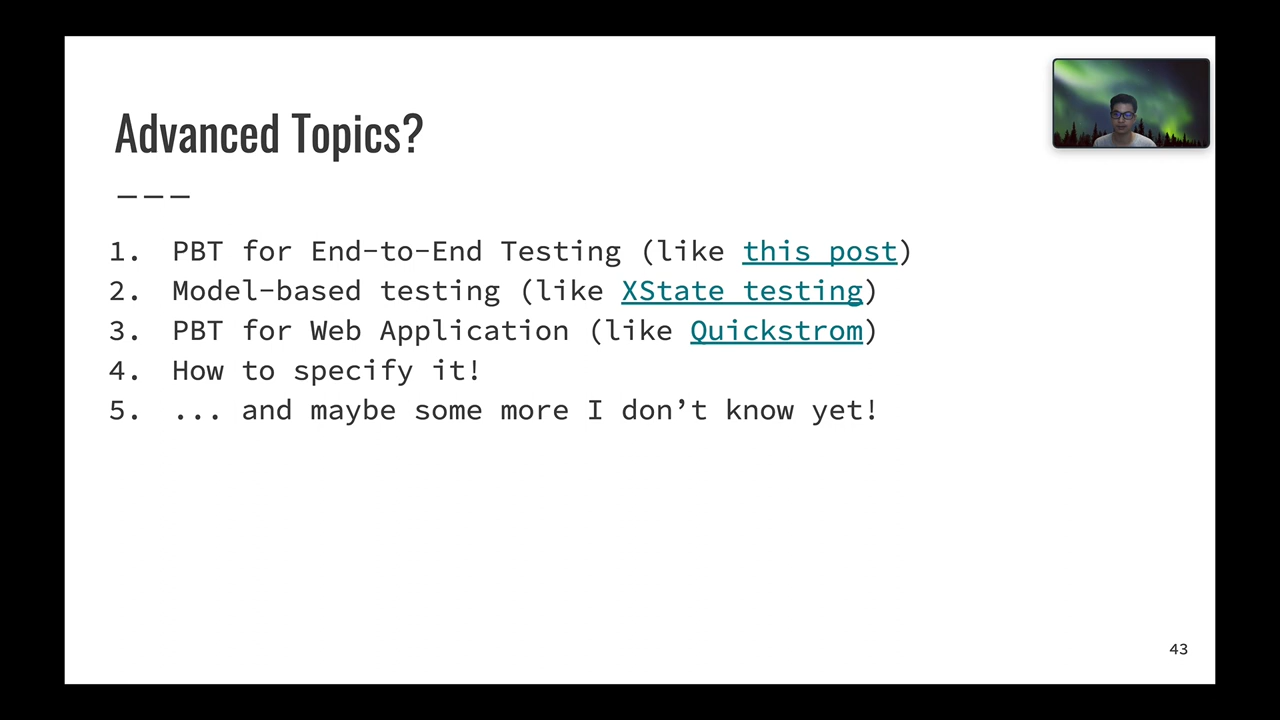 Advanced Topics?
———
1. PBT for End-to-End Testing (like this post)
2. Model-based testing (like XState testing)
3. PBT for Web Application (like Quickstrom)
4. How to specify it!
5. ... and maybe some more I don’t know yet!
43